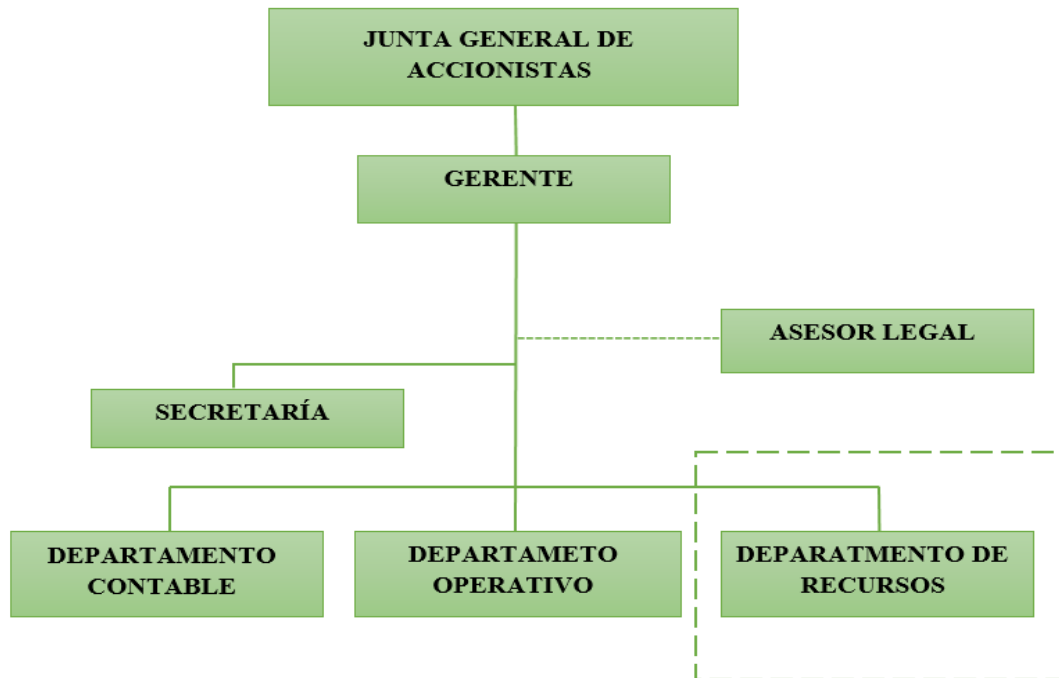 JUNTA GENERAL DE
ACCIONISTAS
GERENTE
ASESOR LEGAL
SECRETARÍA
DEPARTAMENTO
CONTABLE
DEPARTAMETO
OPERATIVO
DEPARATMENTO DE
RECURSOS